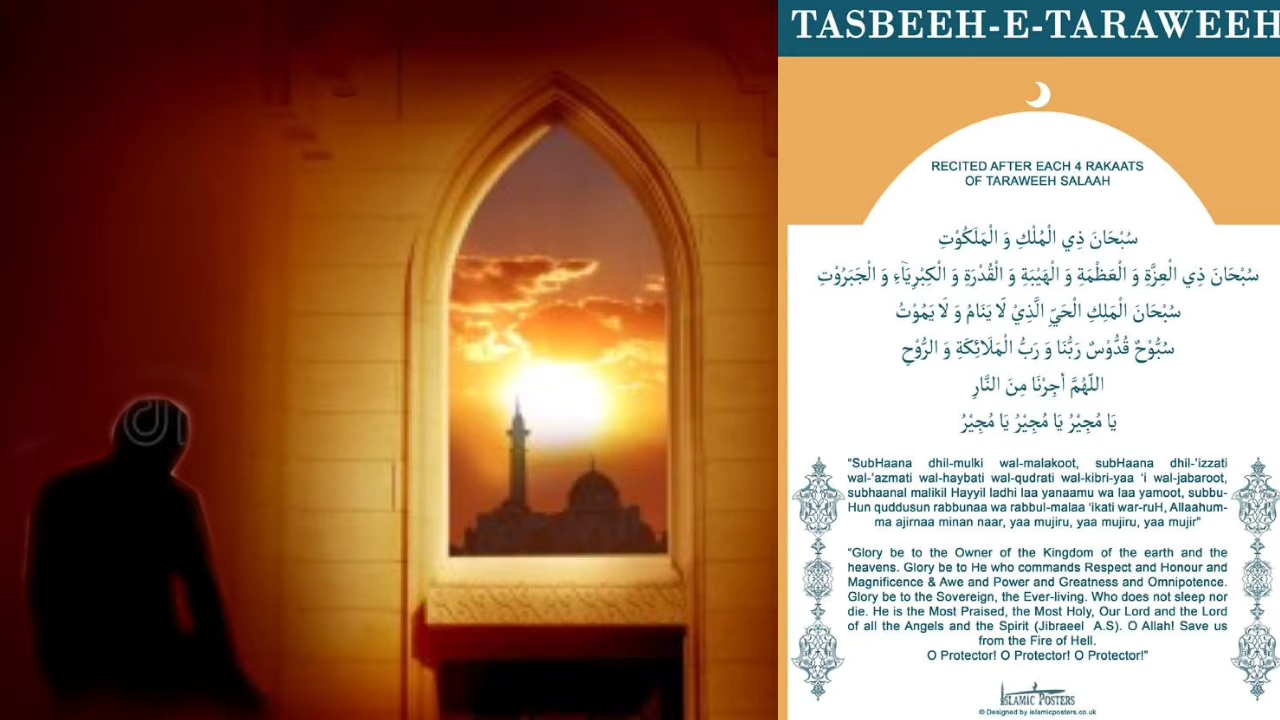 TASBEEH-E-TARAWEEH
RECITED AFTER EACH 4 RAKAATS
OF TARAWEEH SALAAH
سُبْحَانَ ذِي الْمُلْكِ وَ الْمَلَكُوْتِ
سُبْحَانَ ذِي الْعِزَّةِ وَ الْعَظْمَةِ وَ الْهَيْبَةِ وَ الْقُدْرَةِ وَ الْكِبْرِيَآءِ وَ الْجَبَرُوْتِ
سُبْحَانَ الْمَلِكِ الْحَيِّ الَّذِيْ لَا يَنَامُ وَ لَا يَمُوْتُ
سُبُّوْحٌ قُدُّوْسٌ رَبُّنَا وَ رَبُّ الْمَلَائِكَةِ وَ الرُّوْحِ
اللّهُمَّ أَجِرْنَا مِنَ النَّارِ
يَا مُجِيْرُ يَا مُجِيْرُ يَا مُجِيْرُ
"SubHaana dhil-mulki wal-malakoot, subHaana dhil-'izzati
wal-'azmati wal-haybati wal-qudrati wal-kibri-yaa 'i wal-jabaroot,
subhaanal malikil Hayyil ladhi laa yanaamu wa laa yamoot, subbu-
Hun quddusun rabbunaa wa rabbul-malaa 'ikati war-ruH, Allaahum-
ma ajirnaa minan naar, yaa mujiru, yaa mujiru, yaa mujir"
"Glory be to the Owner of the Kingdom of the earth and the
heavens. Glory be to He who commands Respect and Honour and
Magnificence & Awe and Power and Greatness and Omnipotence.
Glory be to the Sovereign, the Ever-living. Who does not sleep nor
die. He is the Most Praised, the Most Holy, Our Lord and the Lord
of all the Angels and the Spirit (Jibraeel A.S). O Allah! Save us
from the Fire of Hell.
O Protector! O Protector! O Protector!"
ISLAMIC POSTERS
© Designed by islamicposters.co.uk